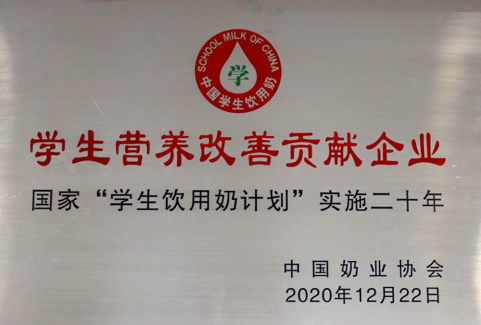 SCHOOL MILK OF CHINA
学
中国学生饮用奶
学生营养改善贡献企业
国家“学生饮用奶计划”实施二十年
中国奶业协会
2020年12月22日